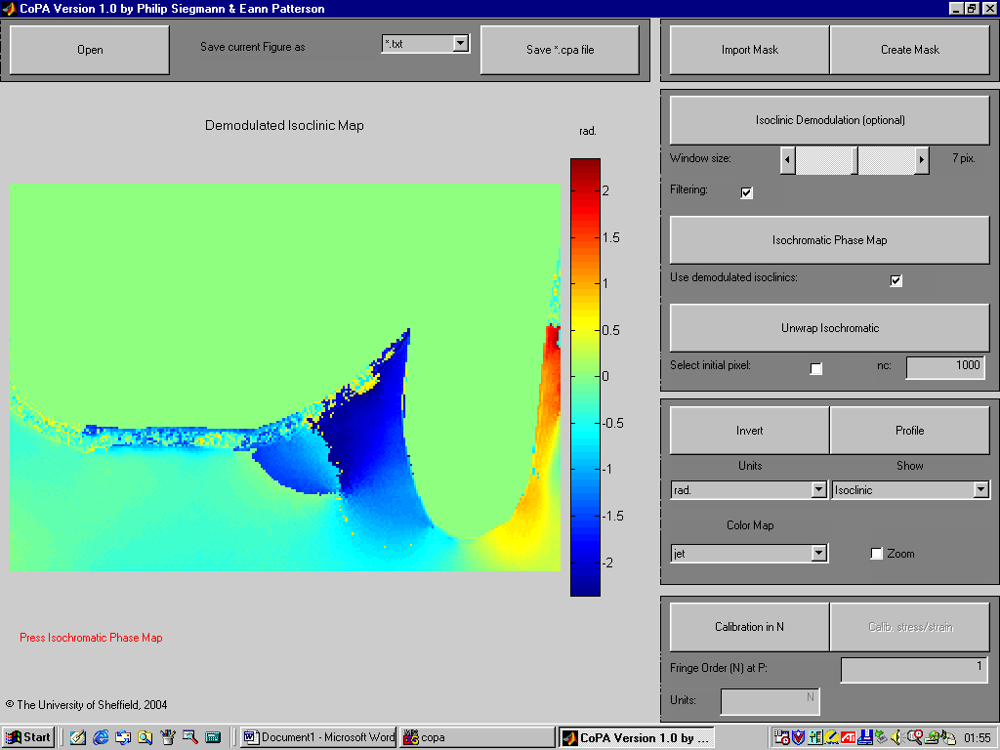 CoPA Version 1.0 by Philip Siegmann & Eann Patterson
Open
Save current Figure as
*.txt
Save *.cpa file
Import Mask
Create Mask
Demodulated Isoclinic Map
rad.
2
1.5
1
0.5
0
-0.5
-1
-1.5
-2
Isoclinic Demodulation (optional)
Window size:
7 pix.
Filtering:
Isochromatic Phase Map
Use demodulated isoclinics:
Unwrap Isochromatic
Select initial pixel:
nc:
1000
Invert
Profile
Units
Show
rad.
Isoclinic
Color Map
jet
Zoom
Calibration in N
Calib. stress/strain
Fringe Order (N) at P:
1
Units:
N
Press Isochromatic Phase Map
© The University of Sheffield, 2004
Start
Document1 - Microsoft Word
copa
CoPA Version 1.0 by ...
01:55